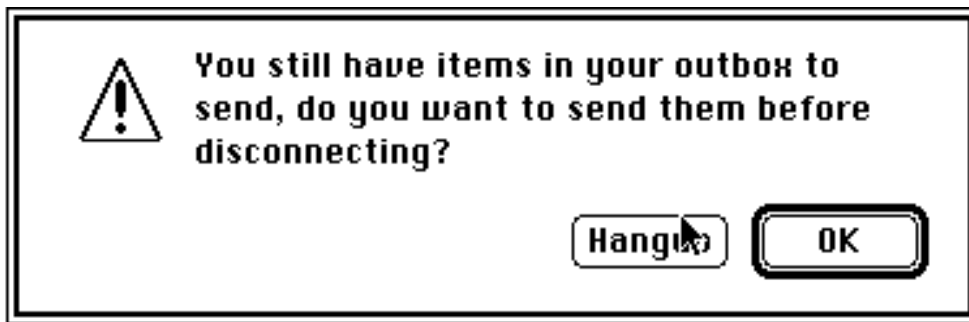 You still have items in your outbox to
send, do you want to send them before
disconnecting?
Hangup OK